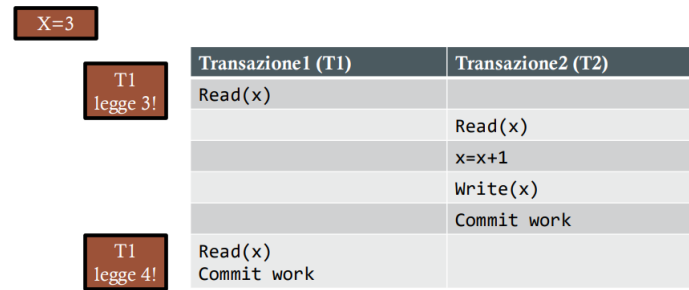 X=3
Transazione1 (T1) Transazione2 (T2)
T1
legge 3!
Read(x)
Read(x)
x=x+1
Write(x)
Commit work
T1
legge 4!
Read(x)
Commit work